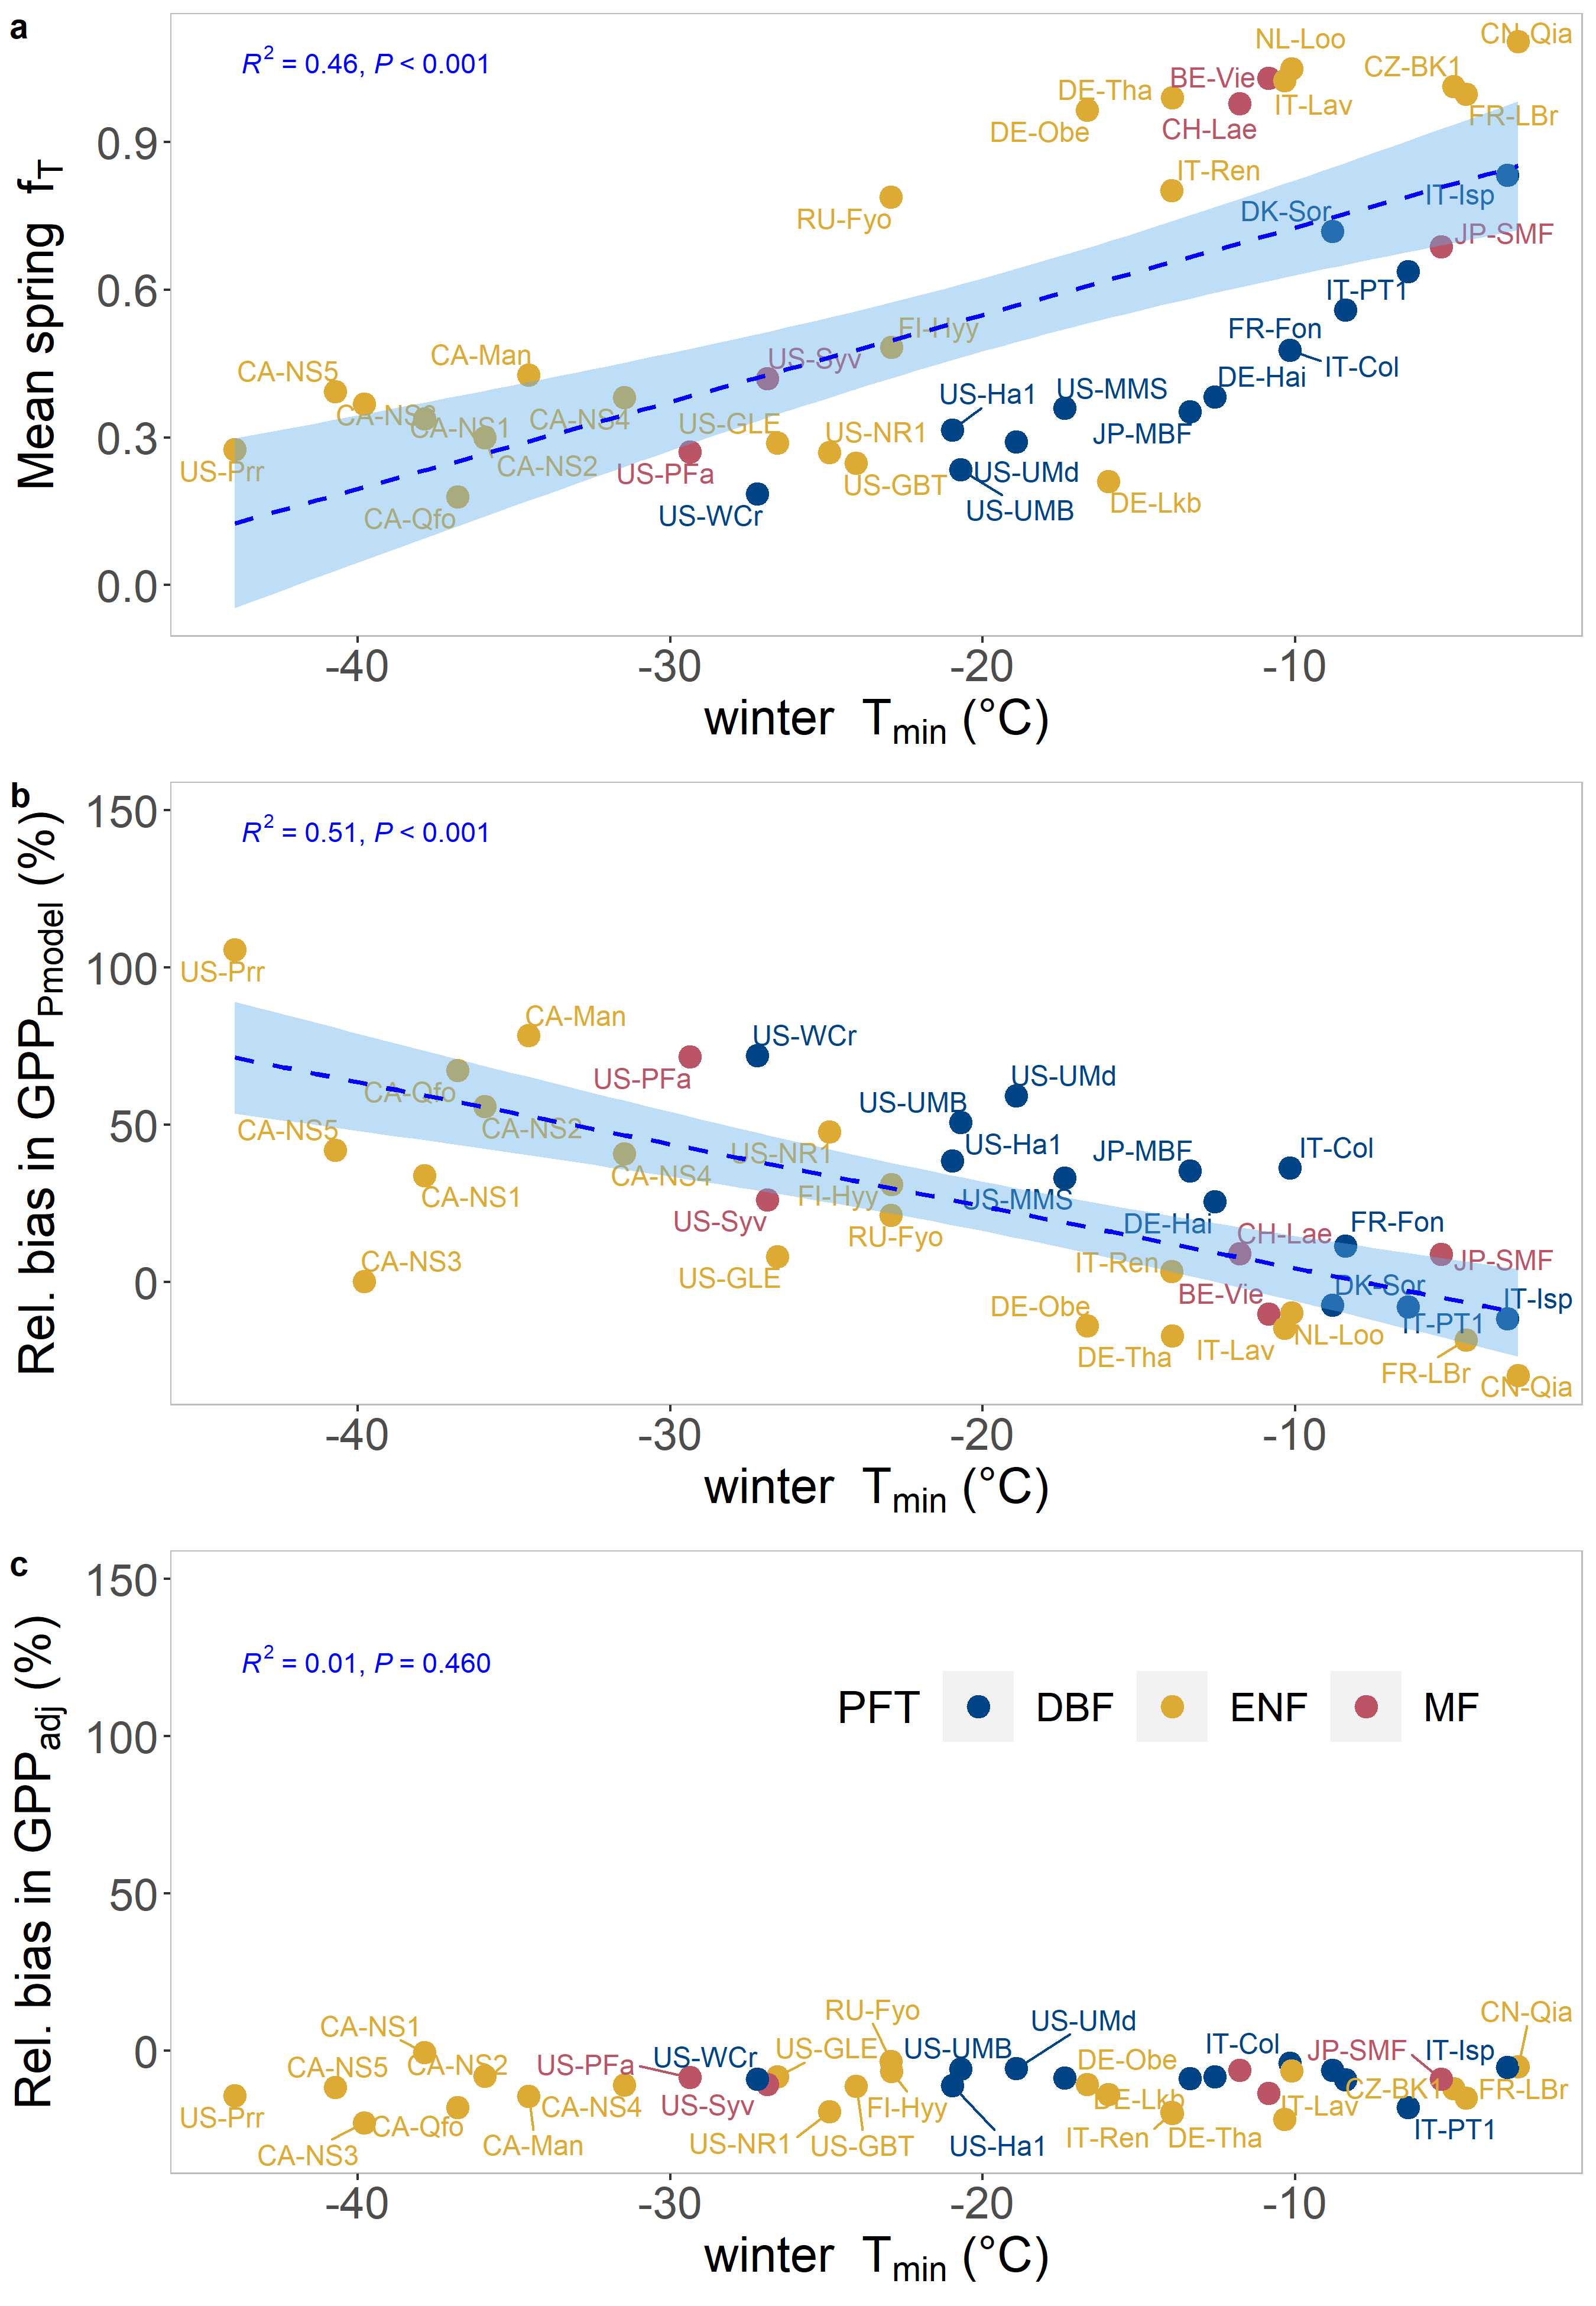 a
R² = 0.46, P < 0.001
NL-Loo
CN-Qia
BE-Vie
CZ-BK1
DE-Tha
IT-Lav
FR-LBr
DE-Obe
CH-Lae
IT-Ren
RU-Fyo
DK-Sor
IT-Isp
JP-SMF
IT-PT1
FI-Hyy
FR-Fon
CA-Man
US-Syv
IT-Col
CA-NS5
DE-Hai
US-Ha1
US-MMS
CA-NS3
CA-NS1
CA-NS4
US-GLE
US-NR1
JP-MBF
US-Prr
CA-NS2
US-PFa
US-GBT
US-UMd
CA-Qfo
US-WCr
US-UMB
DE-Lkb
Mean spring fT
0.9
0.6
0.3
0.0
-40 -30 -20 -10
winter Tmin (°C)
b
R² = 0.51, P < 0.001
US-Prr
CA-Man
US-WCr
US-PFa
US-UMd
CA-Qfo
US-UMB
CA-NS5
CA-NS2
US-Ha1
JP-MBF
IT-Col
US-NR1
CA-NS4
CA-NS1
FI-Hyy
US-MMS
US-Syv
DE-Hai
FR-Fon
CH-Lae
RU-Fyo
CA-NS3
JP-SMF
IT-Ren
US-GLE
DK-Sor
BE-Vie
IT-Isp
DE-Obe
IT-PT1
NL-Loo
IT-Lav
DE-Tha
FR-LBr
CN-Qia
Rel. bias in GPPPmodel (%)
150
100
50
0
-40 -30 -20 -10
winter Tmin (°C)
c
R² = 0.01, P = 0.460
PFT DBF ENF MF
RU-Fyo
CN-Qia
CA-NS1
US-UMd
IT-Col
US-GLE
US-UMB
JP-SMF
IT-Isp
US-WCr
DE-Obe
CA-NS5
CA-NS2
US-PFa
CZ-BK1
FR-LBr
DE-Lkb
US-Syv
CA-NS4
FI-Hyy
IT-Lav
US-Prr
CA-Qfo
IT-PT1
IT-Ren
DE-Tha
US-NR1
US-GBT
US-Ha1
CA-Man
CA-NS3
Rel. bias in GPPadj (%)
150
100
50
0
-40 -30 -20 -10
winter Tmin (°C)